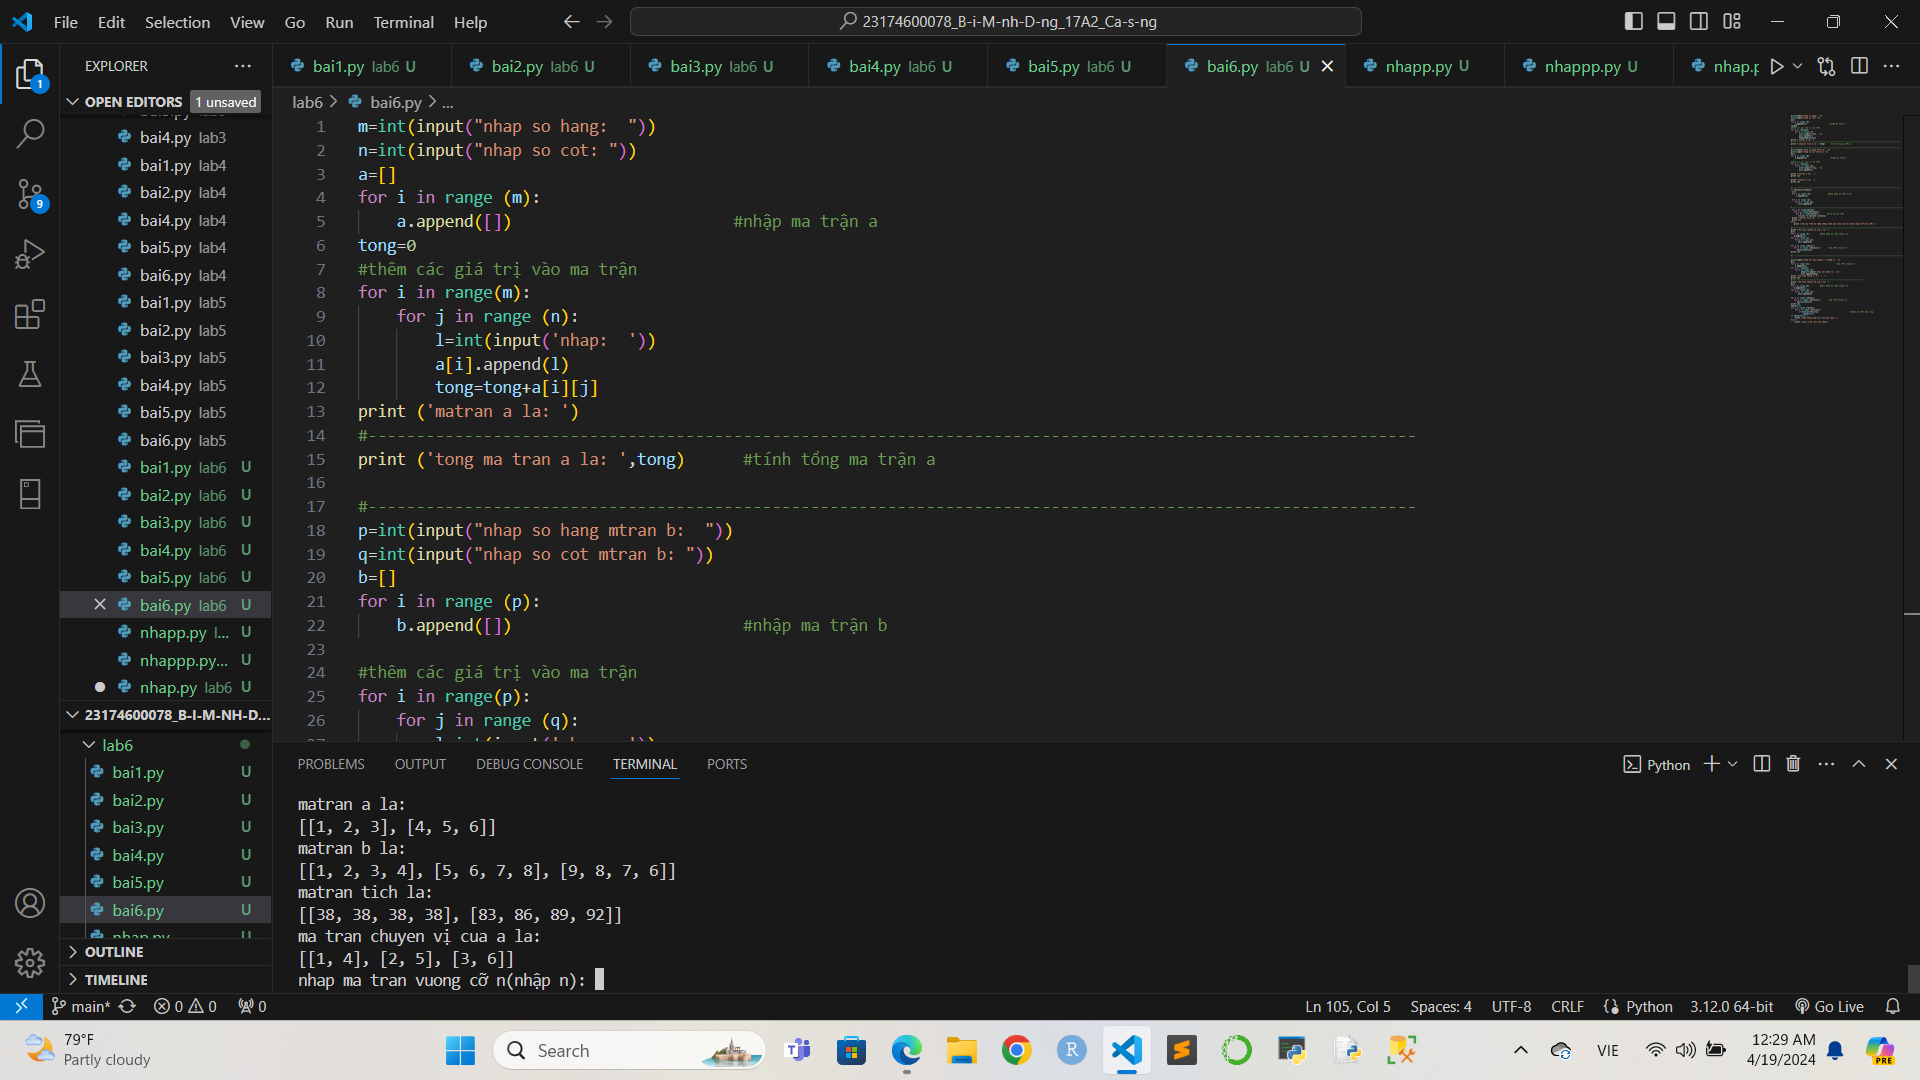 File Edit Selection View Go Run Terminal Help
23174600078_B-i-M-nh-D-ng_17A2_Ca-s-ng
EXPLORER
OPEN EDITORS 1 unsaved
bai4.py lab3
bai1.py lab4
bai2.py lab4
bai4.py lab4
bai5.py lab4
bai6.py lab4
bai1.py lab5
bai2.py lab5
bai3.py lab5
bai4.py lab5
bai5.py lab5
bai6.py lab5
bai1.py lab6 U
bai2.py lab6 U
bai3.py lab6 U
bai4.py lab6 U
bai5.py lab6 U
bai6.py lab6 U
nhapp.py l... U
nhappp.py... U
nhap.py lab6 U
23174600078_B-I-M-NH-D...
lab6
bai1.py U
bai2.py U
bai3.py U
bai4.py U
bai5.py U
bai6.py U
nhap.py U
OUTLINE
TIMELINE
1
9
bai1.py lab6 U bai2.py lab6 U bai3.py lab6 U bai4.py lab6 U bai5.py lab6 U bai6.py lab6 U nhapp.py U nhappp.py U nhap.p
lab6 > bai6.py > ...
1 m=int(input("nhap so hang:  "))
2 n=int(input("nhap so cot: "))
3 a=[]
4 for i in range (m):
5     a.append([])                       #nhập ma trận a
6 tong=0
7 #thêm các giá trị vào ma trận
8 for i in range(m):
9     for j in range (n):
10         l=int(input('nhap:  '))
11         a[i].append(l)
12         tong=tong+a[i][j]
13 print ('matran a la: ')
14 #-------------------------------------------------------------------------------------------------------------
15 print ('tong ma tran a la: ',tong)      #tính tổng ma trận a
16
17 #-------------------------------------------------------------------------------------------------------------
18 p=int(input("nhap so hang mtran b:  "))
19 q=int(input("nhap so cot mtran b: "))
20 b=[]
21 for i in range (p):
22     b.append([])                        #nhập ma trận b
23
24 #thêm các giá trị vào ma trận
25 for i in range(p):
26     for j in range (q):
PROBLEMS OUTPUT DEBUG CONSOLE TERMINAL PORTS
Python
matran a la:
[[1, 2, 3], [4, 5, 6]]
matran b la:
[[1, 2, 3, 4], [5, 6, 7, 8], [9, 8, 7, 6]]
matran tich la:
[[38, 38, 38, 38], [83, 86, 89, 92]]
ma tran chuyen vị cua a la:
[[1, 4], [2, 5], [3, 6]]
nhap ma tran vuong cỡ n(nhập n):
main* 0 0 0
Ln 105, Col 5 Spaces: 4 UTF-8 CRLF Python 3.12.0 64-bit Go Live
79°F
Partly cloudy
Search
VIE
12:29 AM
4/19/2024
PRE